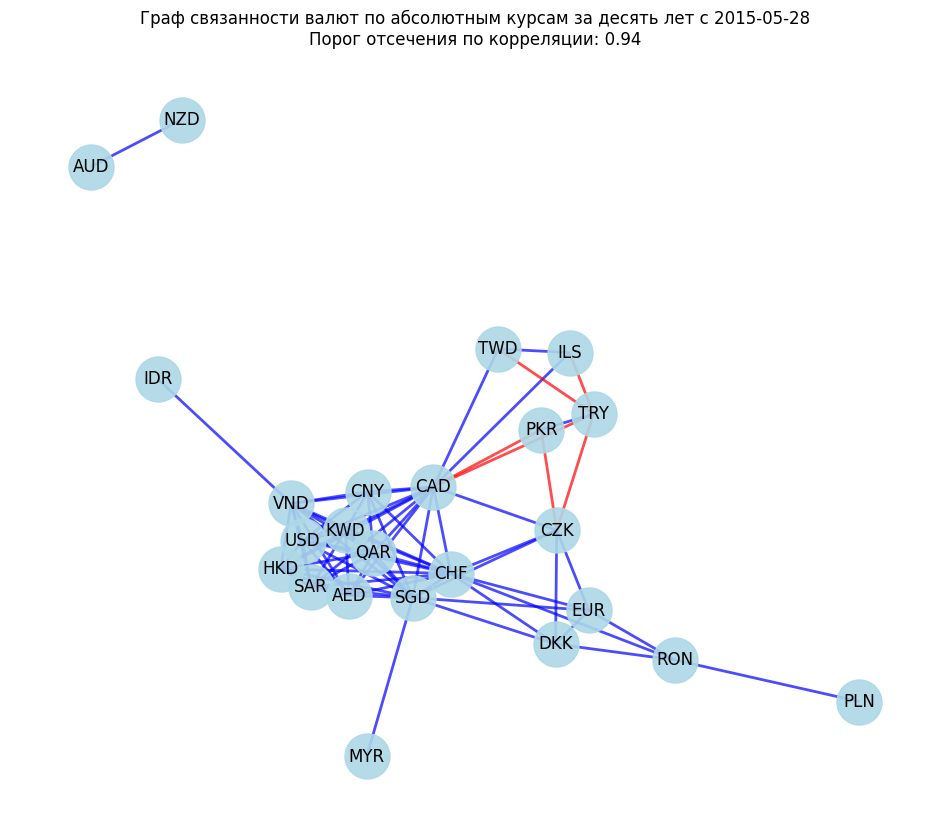 Граф связанности валют по абсолютным курсам за десять лет с 2015-05-28
Порог отсечения по корреляции: 0.94
NZD
AUD
TWD
ILS
IDR
TRY
PKR
CAD
CNY
VND
KWD
CZK
USD
QAR
HKD
CHF
SAR
AED
SGD
EUR
DKK
RON
PLN
MYR